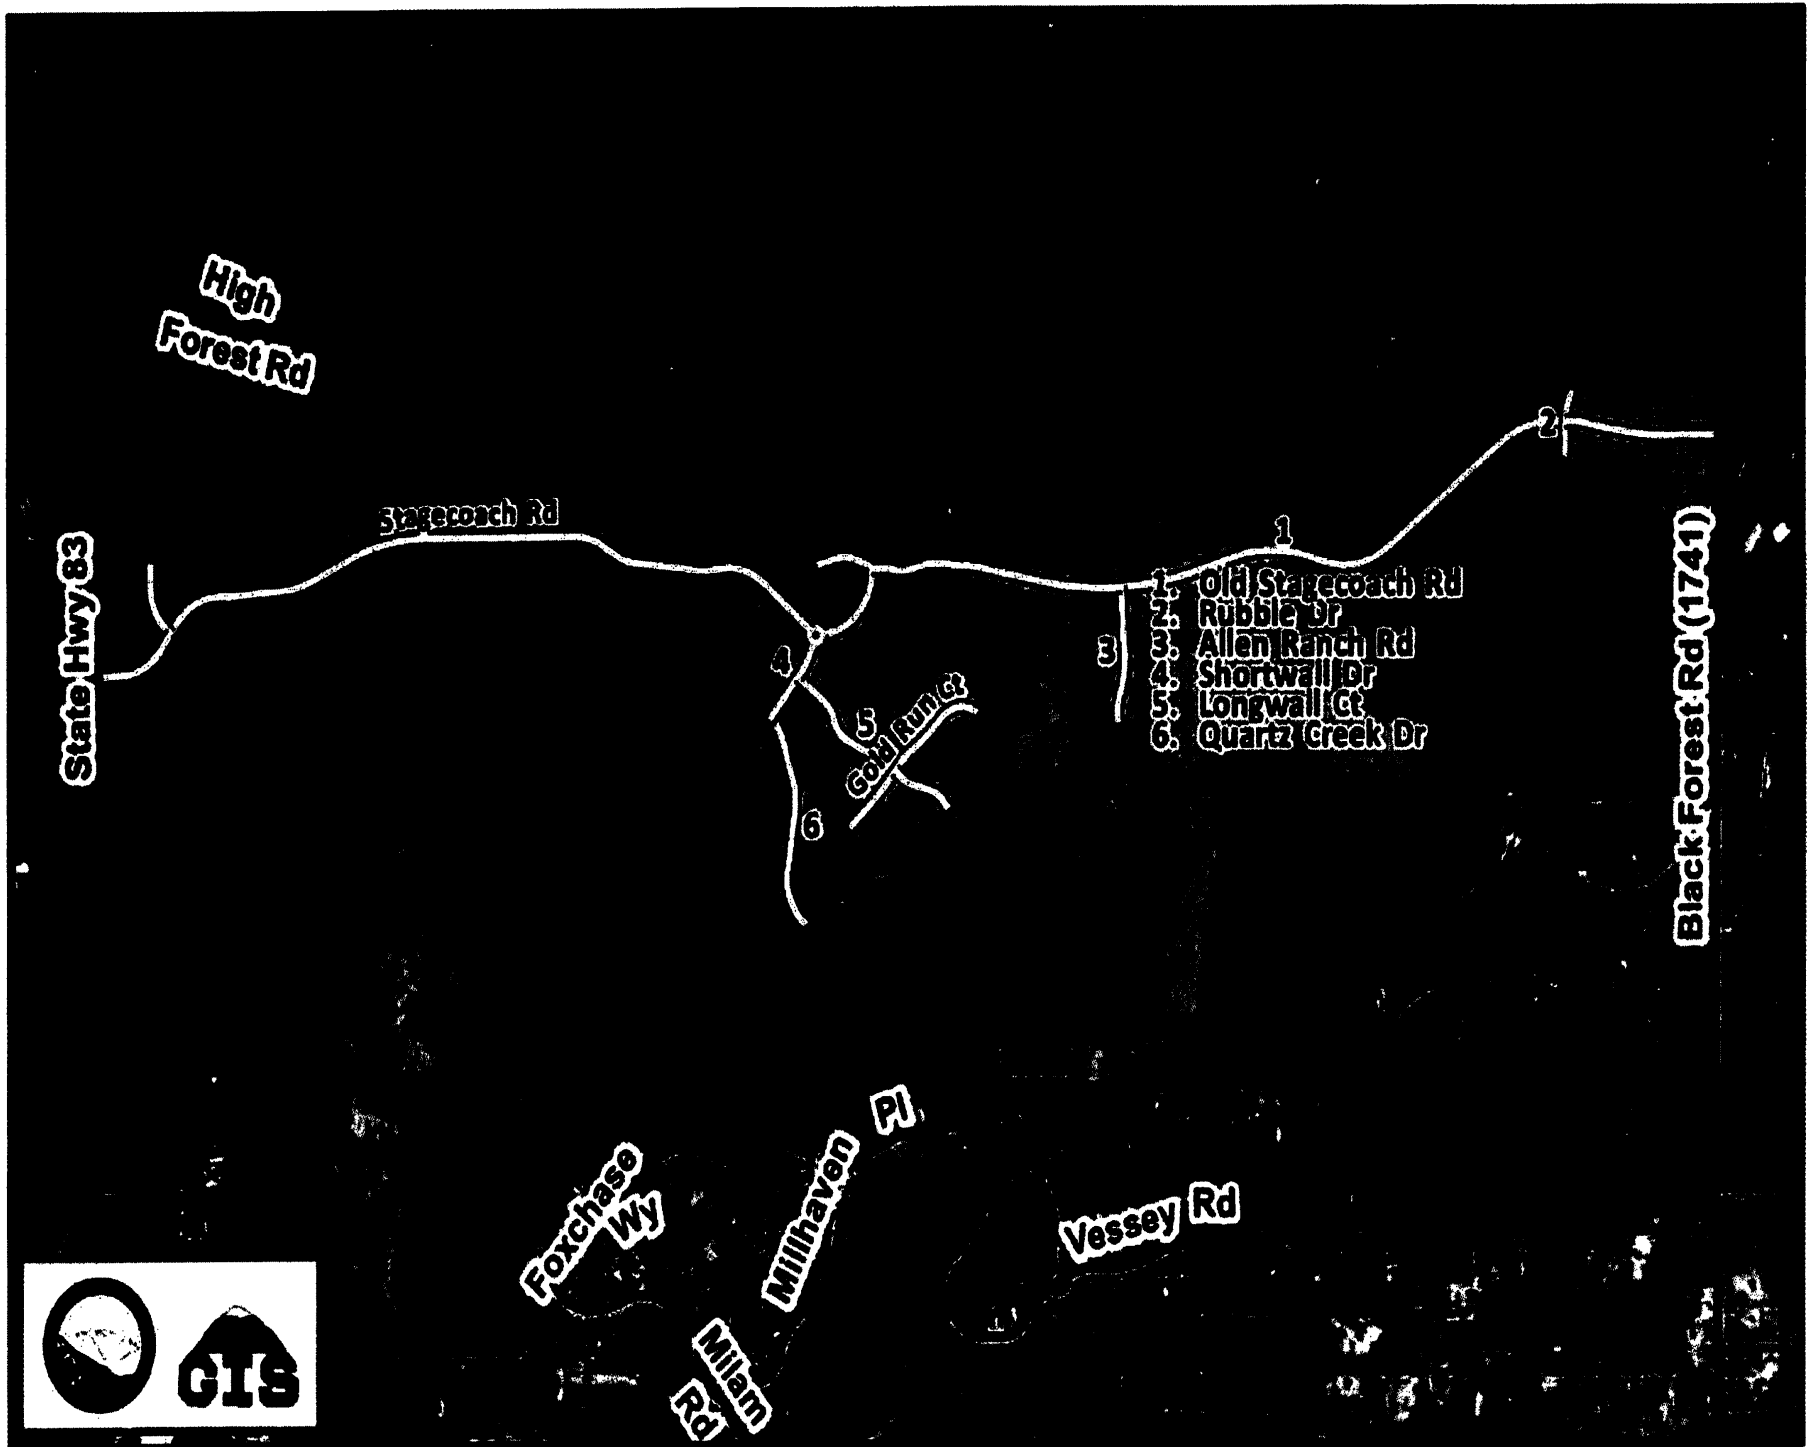 High
Forest Rd
2
Stagecoach Rd
1
State Hwy 83
Black Forest Rd (1741)
1. Old Stagecoach Rd
2. Rubble Dr
3. Allen Ranch Rd
4. Shortwall Dr
5. Longwall Ct
6. Quartz Creek Dr
3
4
5
Gold Run Ct
6
Pl
Millhaven
Foxchase
Wy
Vessey Rd
Milam
Rd
GIS